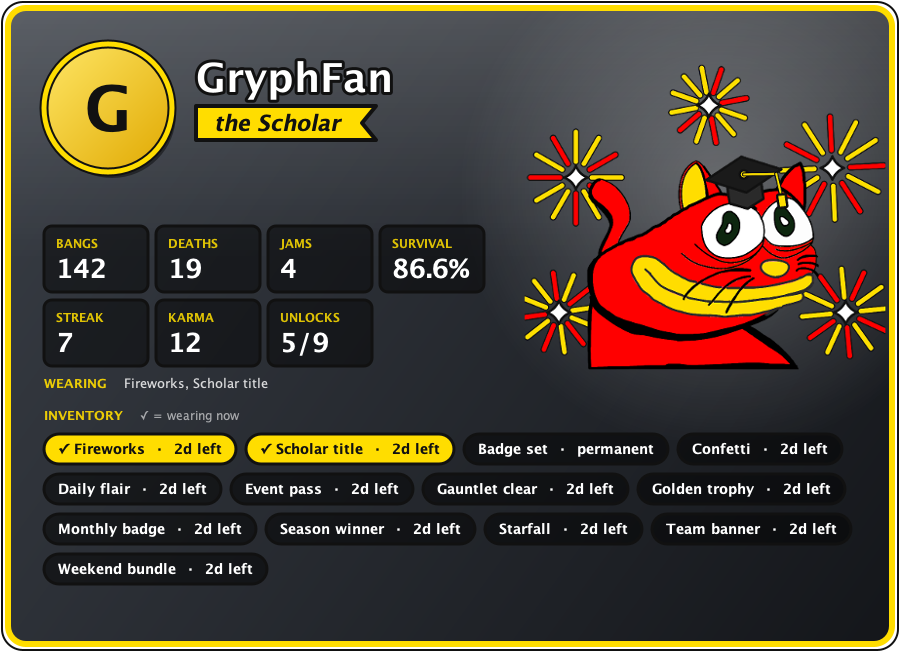 G
GryphFan
the Scholar
BANGS DEATHS JAMS SURVIVAL
142 19 4 86.6%
STREAK KARMA UNLOCKS
7 12 5/9
WEARING Fireworks, Scholar title
INVENTORY ✓ = wearing now
✓ Fireworks · 2d left ✓ Scholar title · 2d left Badge set · permanent Confetti · 2d left
Daily flair · 2d left Event pass · 2d left Gauntlet clear · 2d left Golden trophy · 2d left
Monthly badge · 2d left Season winner · 2d left Starfall · 2d left Team banner · 2d left
Weekend bundle · 2d left